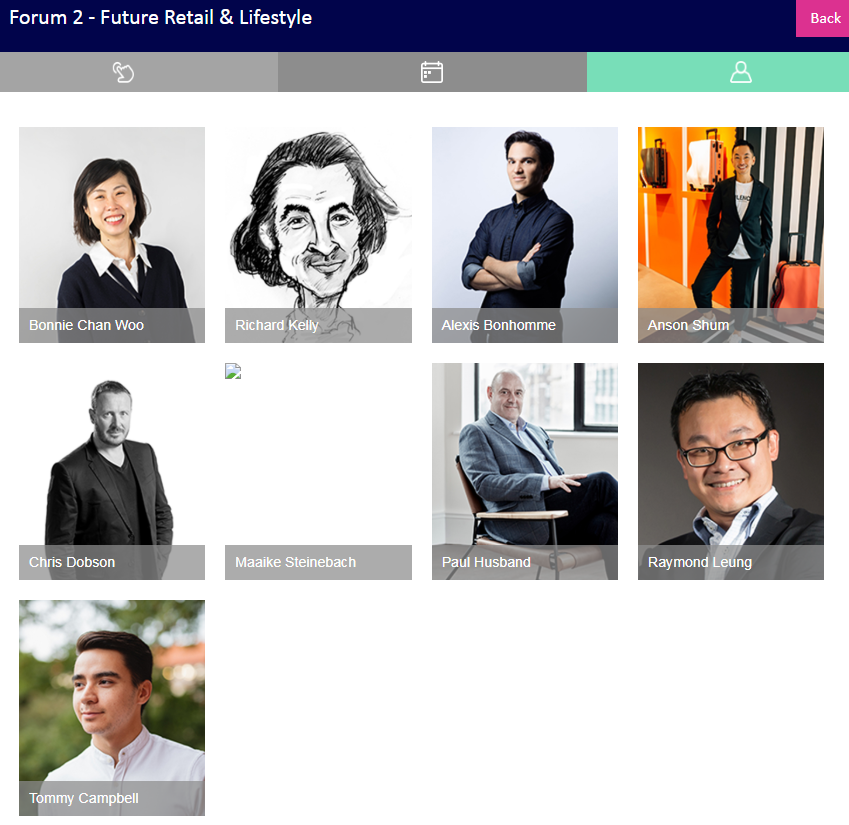 Forum 2 - Future Retail & Lifestyle
Back
Bonnie Chan Woo
Richard Kelly
Alexis Bonhomme
Anson Shum
Chris Dobson
Maaike Steinebach
Paul Husband
Raymond Leung
Tommy Campbell